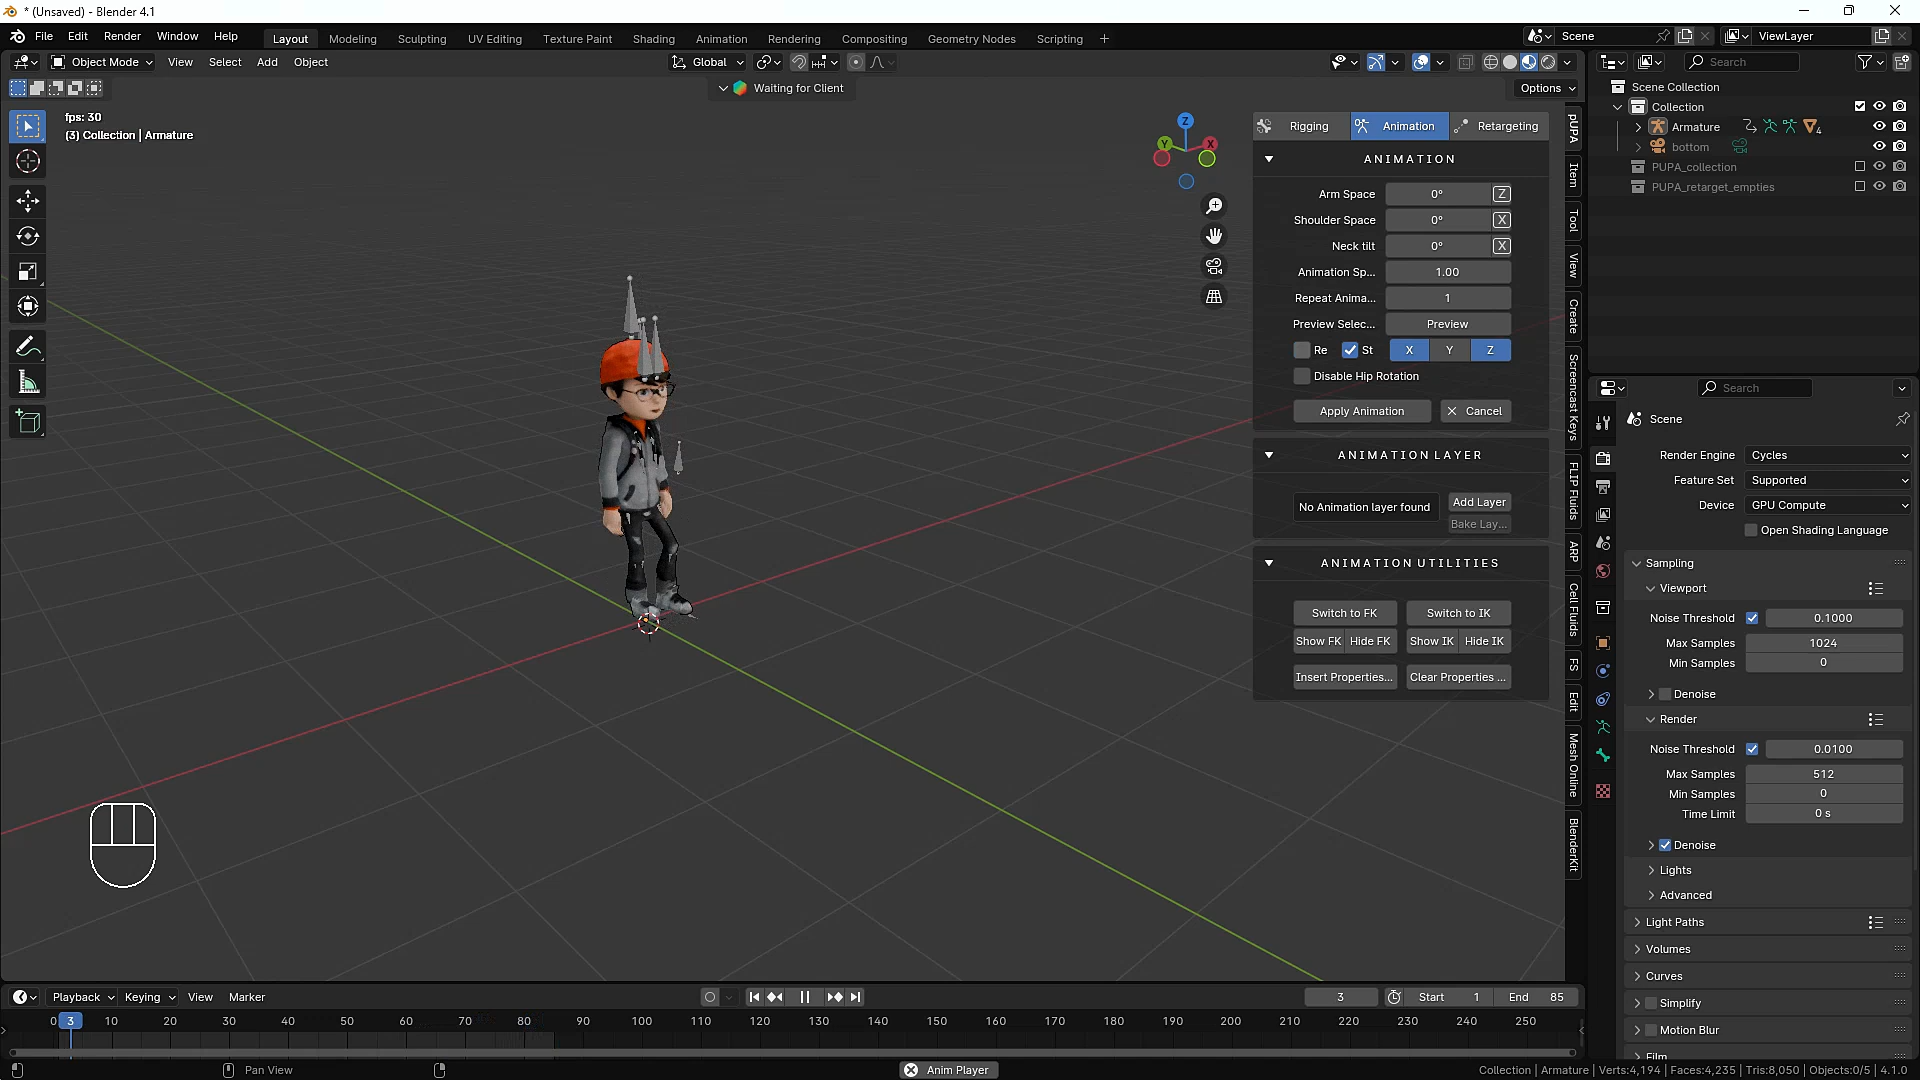 * (Unsaved) - Blender 4.1
File Edit Render Window Help
Layout Modeling Sculpting UV Editing Texture Paint Shading Animation Rendering Compositing Geometry Nodes Scripting +
Scene
ViewLayer
Object Mode View Select Add Object
Global
Search
Waiting for Client
Options
fps: 30
(3) Collection | Armature
Z
Y
X
Rigging Animation Retargeting
ANIMATION
Arm Space 0° Z
Shoulder Space 0° X
Neck tilt 0° X
Animation Sp... 1.00
Repeat Anima... 1
Preview Selec... Preview
Re St X Y Z
Disable Hip Rotation
Apply Animation Cancel
ANIMATION LAYER
No Animation layer found Add Layer
Bake Lay...
ANIMATION UTILITIES
Switch to FK Switch to IK
Show FK Hide FK Show IK Hide IK
Insert Properties... Clear Properties ...
pUPA
Item
Tool
View
Create
Screencast Keys
FLIP Fluids
ARP
Cell Fluids
FS
Edit
Mesh Online
BlenderKit
Scene Collection
Collection
Armature 4
bottom
PUPA_collection
PUPA_retarget_empties
Search
Scene
Render Engine Cycles
Feature Set Supported
Device GPU Compute
Open Shading Language
Sampling
Viewport
Noise Threshold 0.1000
Max Samples 1024
Min Samples 0
Denoise
Render
Noise Threshold 0.0100
Max Samples 512
Min Samples 0
Time Limit 0 s
Denoise
Lights
Advanced
Light Paths
Volumes
Curves
Simplify
Motion Blur
Film
Playback Keying View Marker
3 Start 1 End 85
0 3 10 20 30 40 50 60 70 80 90 100 110 120 130 140 150 160 170 180 190 200 210 220 230 240 250
Pan View
Anim Player
Collection | Armature | Verts:4,194 | Faces:4,235 | Tris:8,050 | Objects:0/5 | 4.1.0